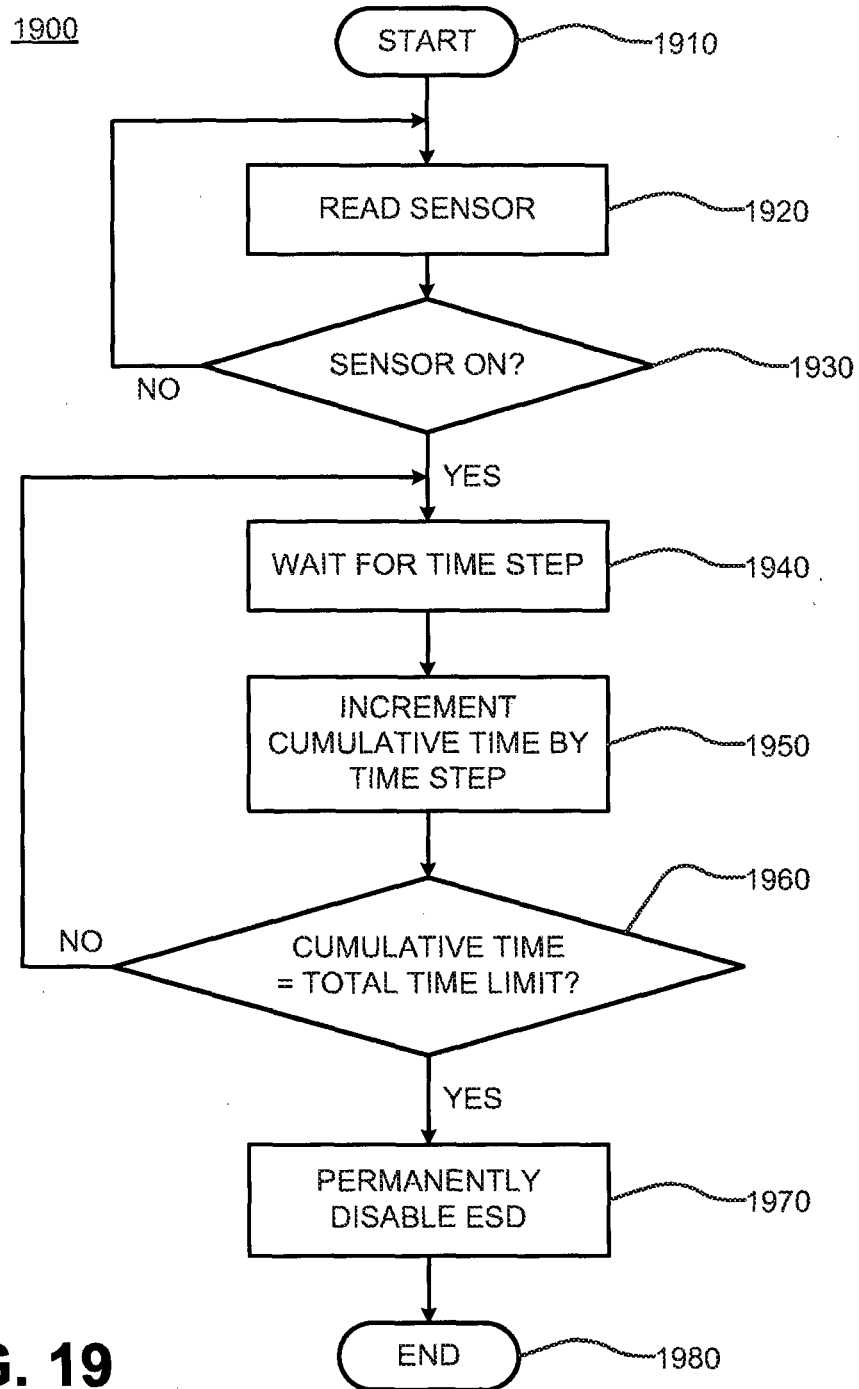 1900
START
1910
READ SENSOR
1920
SENSOR ON?
1930
NO
YES
WAIT FOR TIME STEP
1940
INCREMENT
CUMULATIVE TIME BY
TIME STEP
1950
1960
NO
CUMULATIVE TIME
= TOTAL TIME LIMIT?
YES
PERMANENTLY
DISABLE ESD
1970
END
1980
G. 19